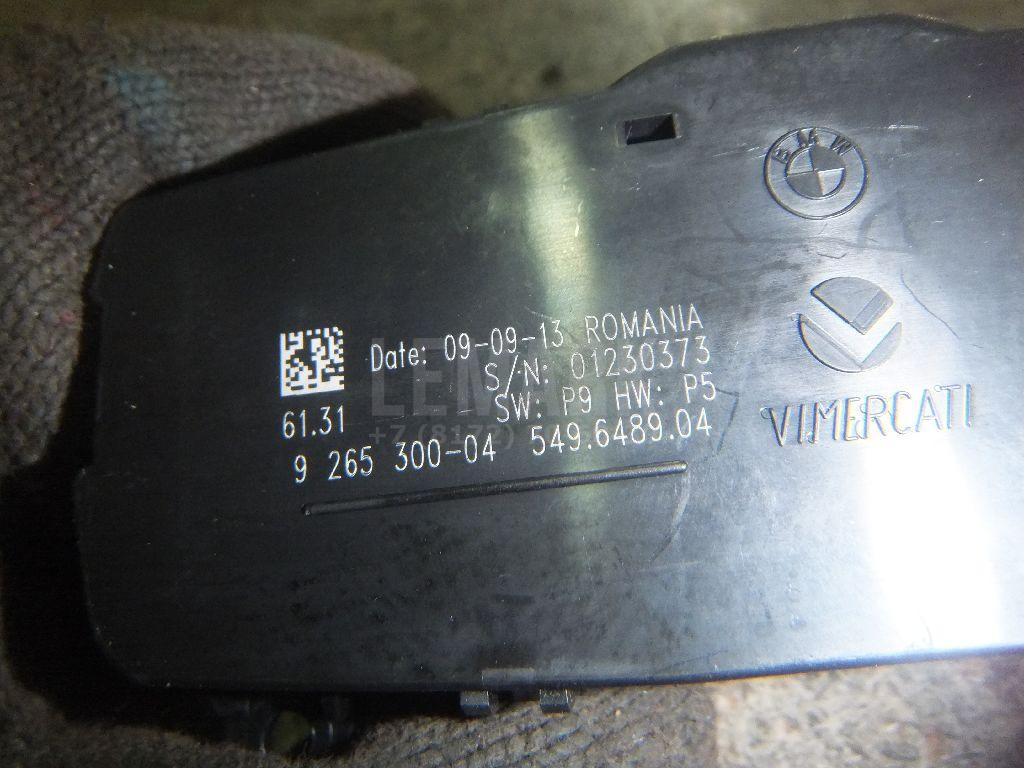 BMW
Date: 09-09-13 ROMANIA
S/N: 01230373
SW: P9 HW: P5
61.31
9 265 300-04 549.6489.04
VIMERCATI